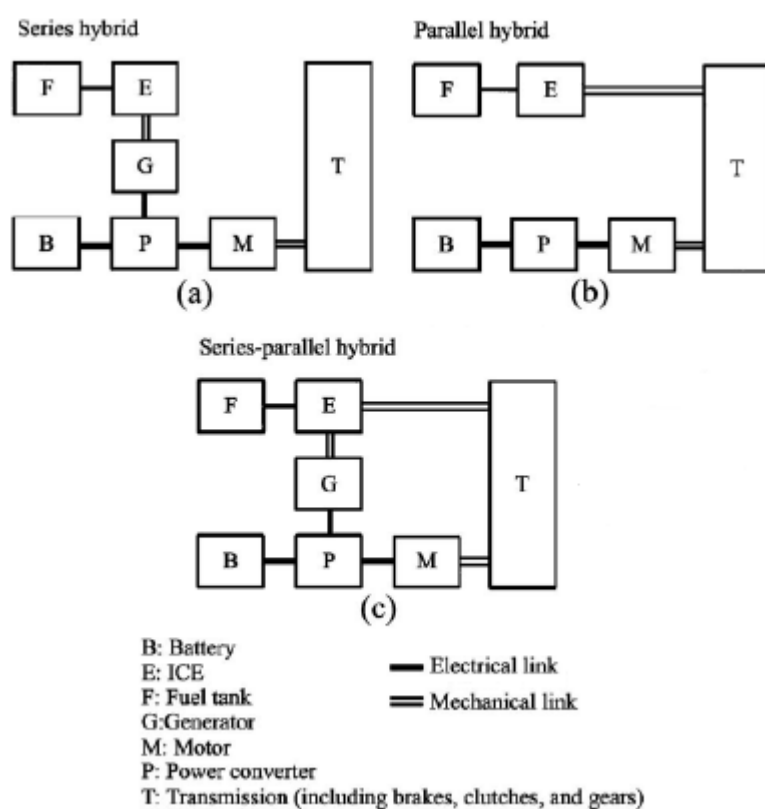 Series hybrid
F E
G
T
B P M
(a)
Parallel hybrid
F E
T
B P M
(b)
Series-parallel hybrid
F E
G
T
B P M
(c)
B: Battery
E: ICE
F: Fuel tank
G:Generator
M: Motor
P: Power converter
T: Transmission (including brakes, clutches, and gears)
Electrical link
Mechanical link